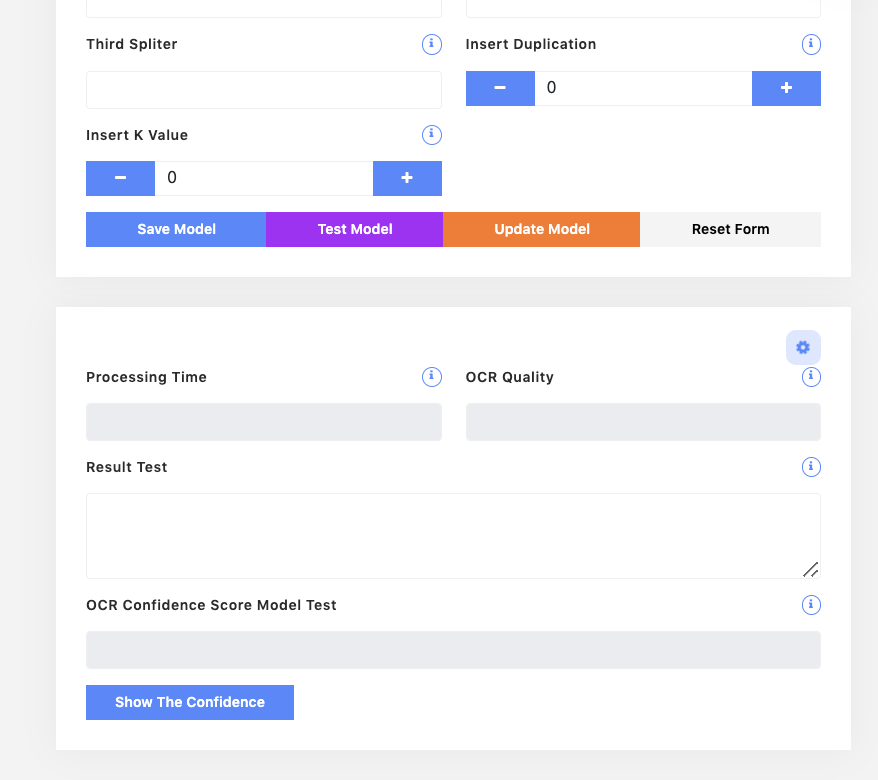 Third Spliter
Insert Duplication
0
Insert K Value
0
Save Model
Test Model
Update Model
Reset Form
Processing Time
OCR Quality
Result Test
OCR Confidence Score Model Test
Show The Confidence